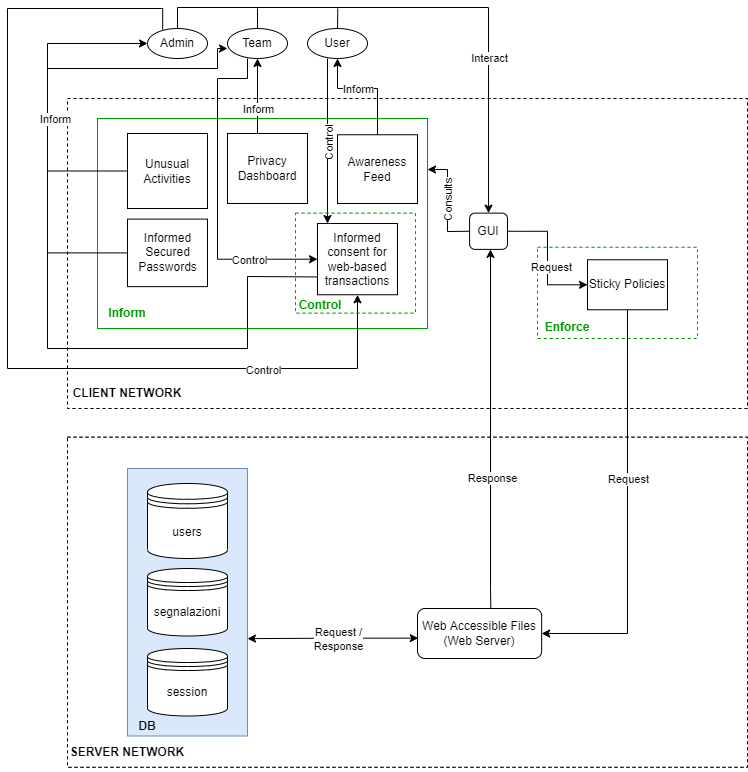 Admin
Team
User
Interact
Inform
Inform
Inform
Control
Unusual
Activities
Privacy
Dashboard
Awareness
Feed
Consults
GUI
Informed
Secured
Passwords
Informed
consent for
web-based
transactions
Control
Request
Sticky Policies
Control
Inform
Enforce
Control
CLIENT NETWORK
Response
Request
users
segnalazioni
session
DB
Request /
Response
Web Accessible Files
(Web Server)
SERVER NETWORK